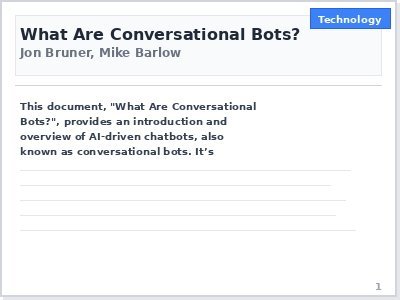 Technology
What Are Conversational Bots?
Jon Bruner, Mike Barlow
This document, "What Are Conversational
Bots?", provides an introduction and
overview of AI-driven chatbots, also
known as conversational bots. It’s
1